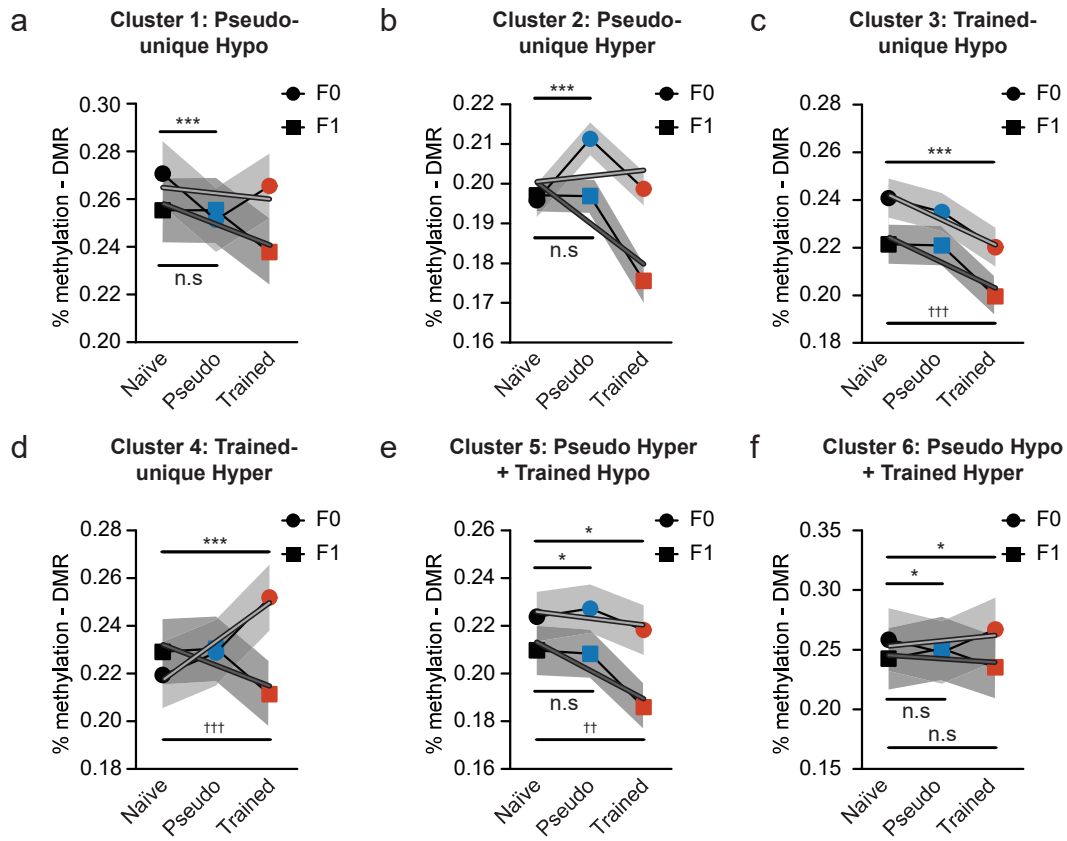 a
Cluster 1: Pseudo-
unique Hypo
% methylation - DMR
0.30
0.28
0.26
0.24
0.22
0.20
***
n.s
F0
F1
Naïve
Pseudo
Trained
b
Cluster 2: Pseudo-
unique Hyper
% methylation - DMR
0.22
0.21
0.20
0.19
0.18
0.17
0.16
***
n.s
F0
F1
Naïve
Pseudo
Trained
c
Cluster 3: Trained-
unique Hypo
% methylation - DMR
0.28
0.26
0.24
0.22
0.20
0.18
***
†††
F0
F1
Naïve
Pseudo
Trained
d
Cluster 4: Trained-
unique Hyper
% methylation - DMR
0.28
0.26
0.24
0.22
0.20
0.18
***
†††
F0
F1
Naïve
Pseudo
Trained
e
Cluster 5: Pseudo Hyper
+ Trained Hypo
% methylation - DMR
0.26
0.24
0.22
0.20
0.18
0.16
*
*
n.s
††
F0
F1
Naïve
Pseudo
Trained
f
Cluster 6: Pseudo Hypo
+ Trained Hyper
% methylation - DMR
0.35
0.30
0.25
0.20
0.15
*
*
n.s
n.s
F0
F1
Naïve
Pseudo
Trained